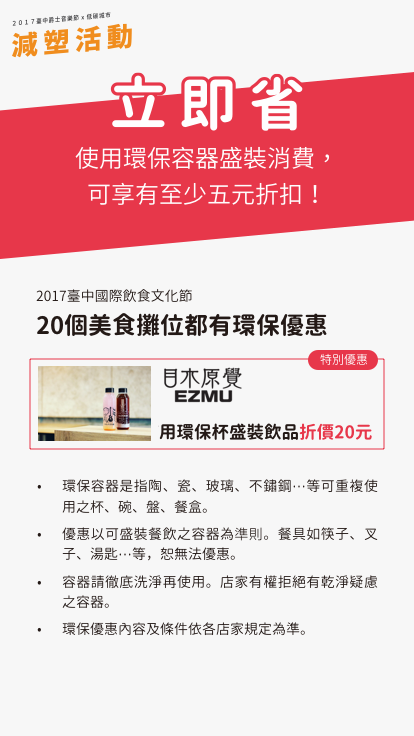 2017臺中爵士音樂節 x 低碳城市
減塑活動
立即省
使用環保容器盛裝消費，
可享有至少五元折扣！
2017臺中國際飲食文化節
20個美食攤位都有環保優惠
特別優惠
目木原覺
EZMU
用環保杯盛裝飲品折價20元
• 環保容器是指陶、瓷、玻璃、不鏽鋼⋯等可重複使
用之杯、碗、盤、餐盒。
• 優惠以可盛裝餐飲之容器為準則。餐具如筷子、叉
子、湯匙⋯等，恕無法優惠。
• 容器請徹底洗淨再使用。店家有權拒絕有乾淨疑慮
之容器。
• 環保優惠內容及條件依各店家規定為準。